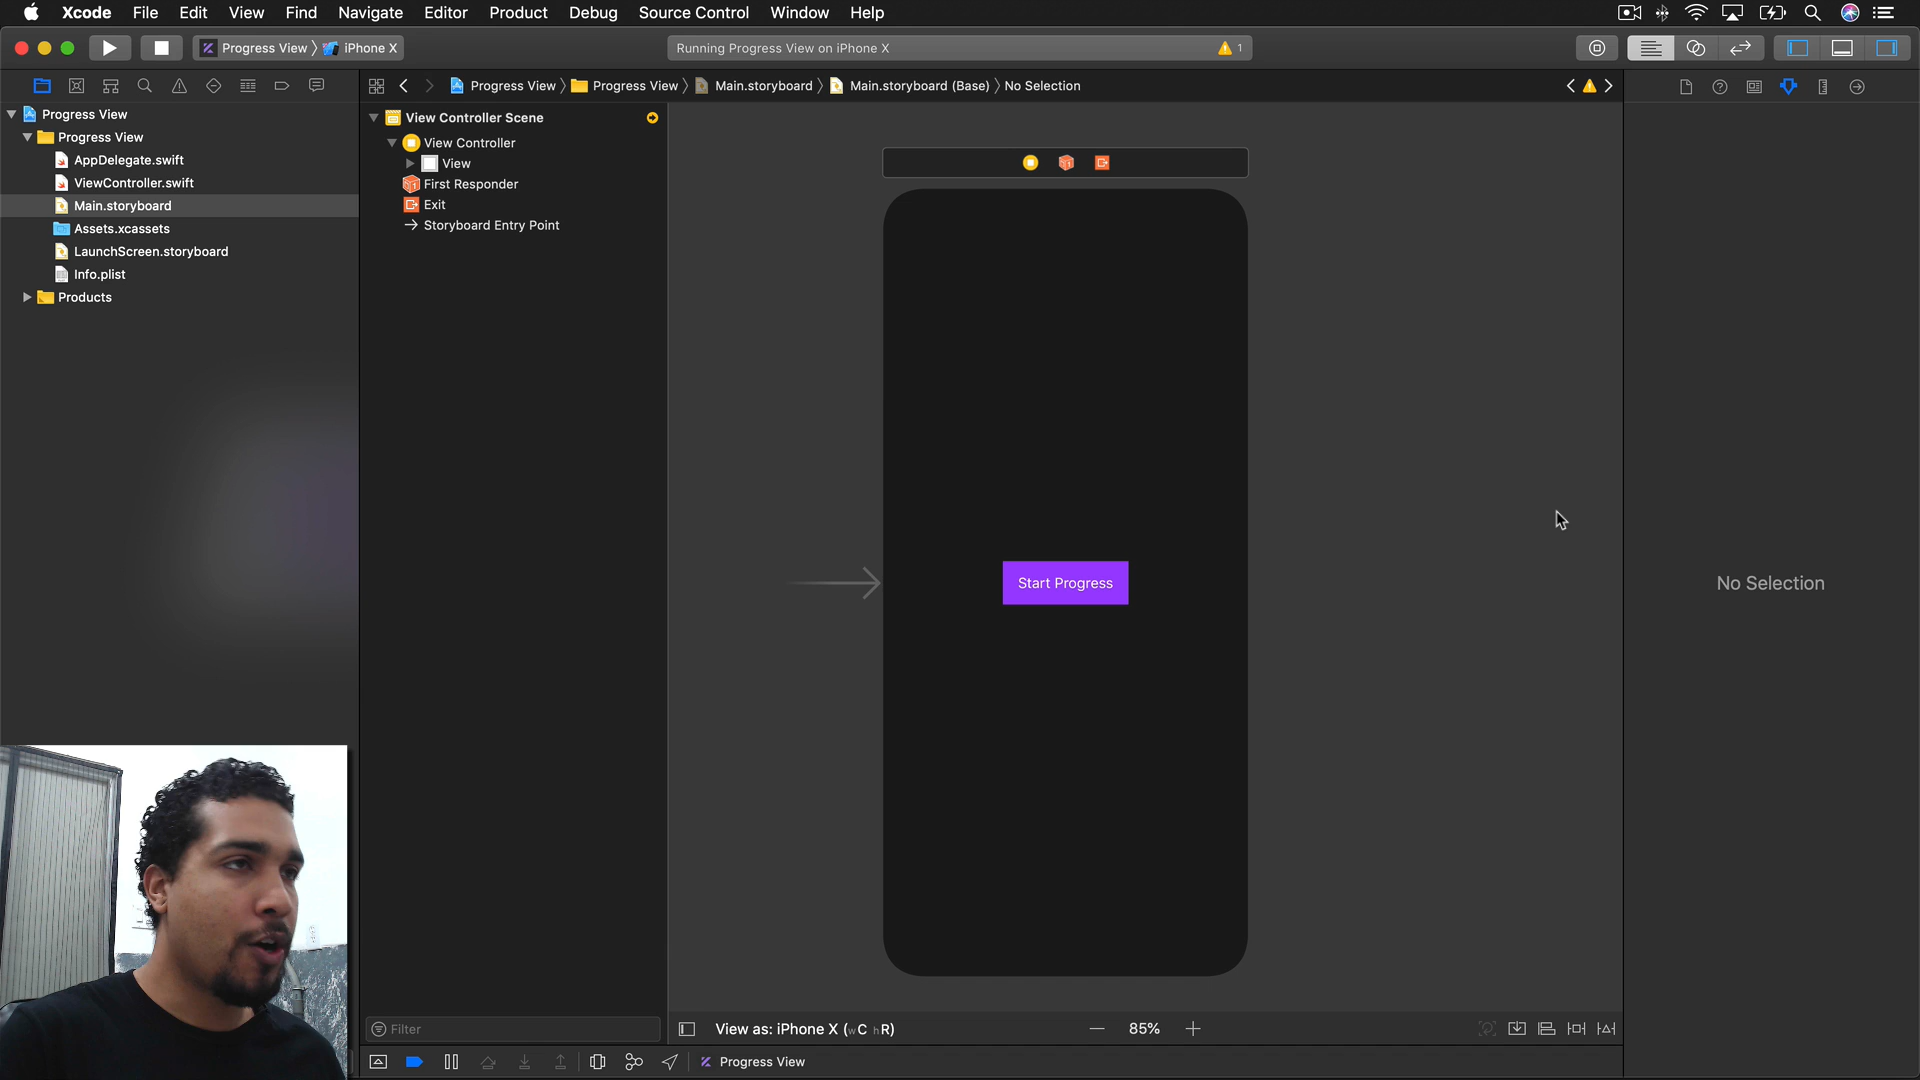 Xcode File Edit View Find Navigate Editor Product Debug Source Control Window Help
Progress View iPhone X
Running Progress View on iPhone X
1
Progress View Progress View Main.storyboard Main.storyboard (Base) No Selection
Progress View
Progress View
AppDelegate.swift
ViewController.swift
Main.storyboard
Assets.xcassets
LaunchScreen.storyboard
Info.plist
Products
View Controller Scene
View Controller
View
First Responder
Exit
Storyboard Entry Point
Start Progress
No Selection
Filter
View as: iPhone X (wC hR)
85%
Progress View